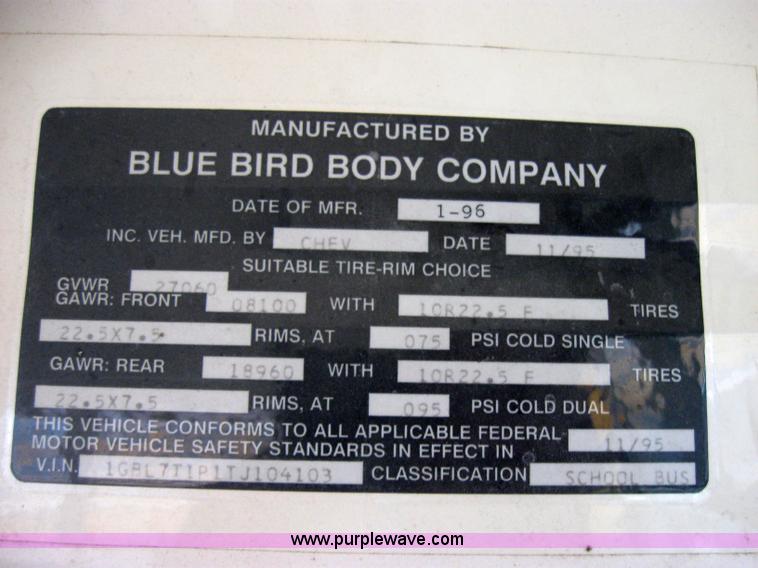 MANUFACTURED BY
BLUE BIRD BODY COMPANY
DATE OF MFR. 1-96
INC. VEH. MFD. BY CHEV DATE 11/95
SUITABLE TIRE-RIM CHOICE
GVWR 27060
GAWR: FRONT 08100 WITH 10R22.5 F TIRES
22.5X7.5 RIMS, AT 075 PSI COLD SINGLE
GAWR: REAR 18960 WITH 10R22.5 F TIRES
22.5X7.5 RIMS, AT 095 PSI COLD DUAL
THIS VEHICLE CONFORMS TO ALL APPLICABLE FEDERAL
MOTOR VEHICLE SAFETY STANDARDS IN EFFECT IN 11/95
V.I.N. 1GBL7T1P1TJ104103 CLASSIFICATION SCHOOL BUS
www.purplewave.com